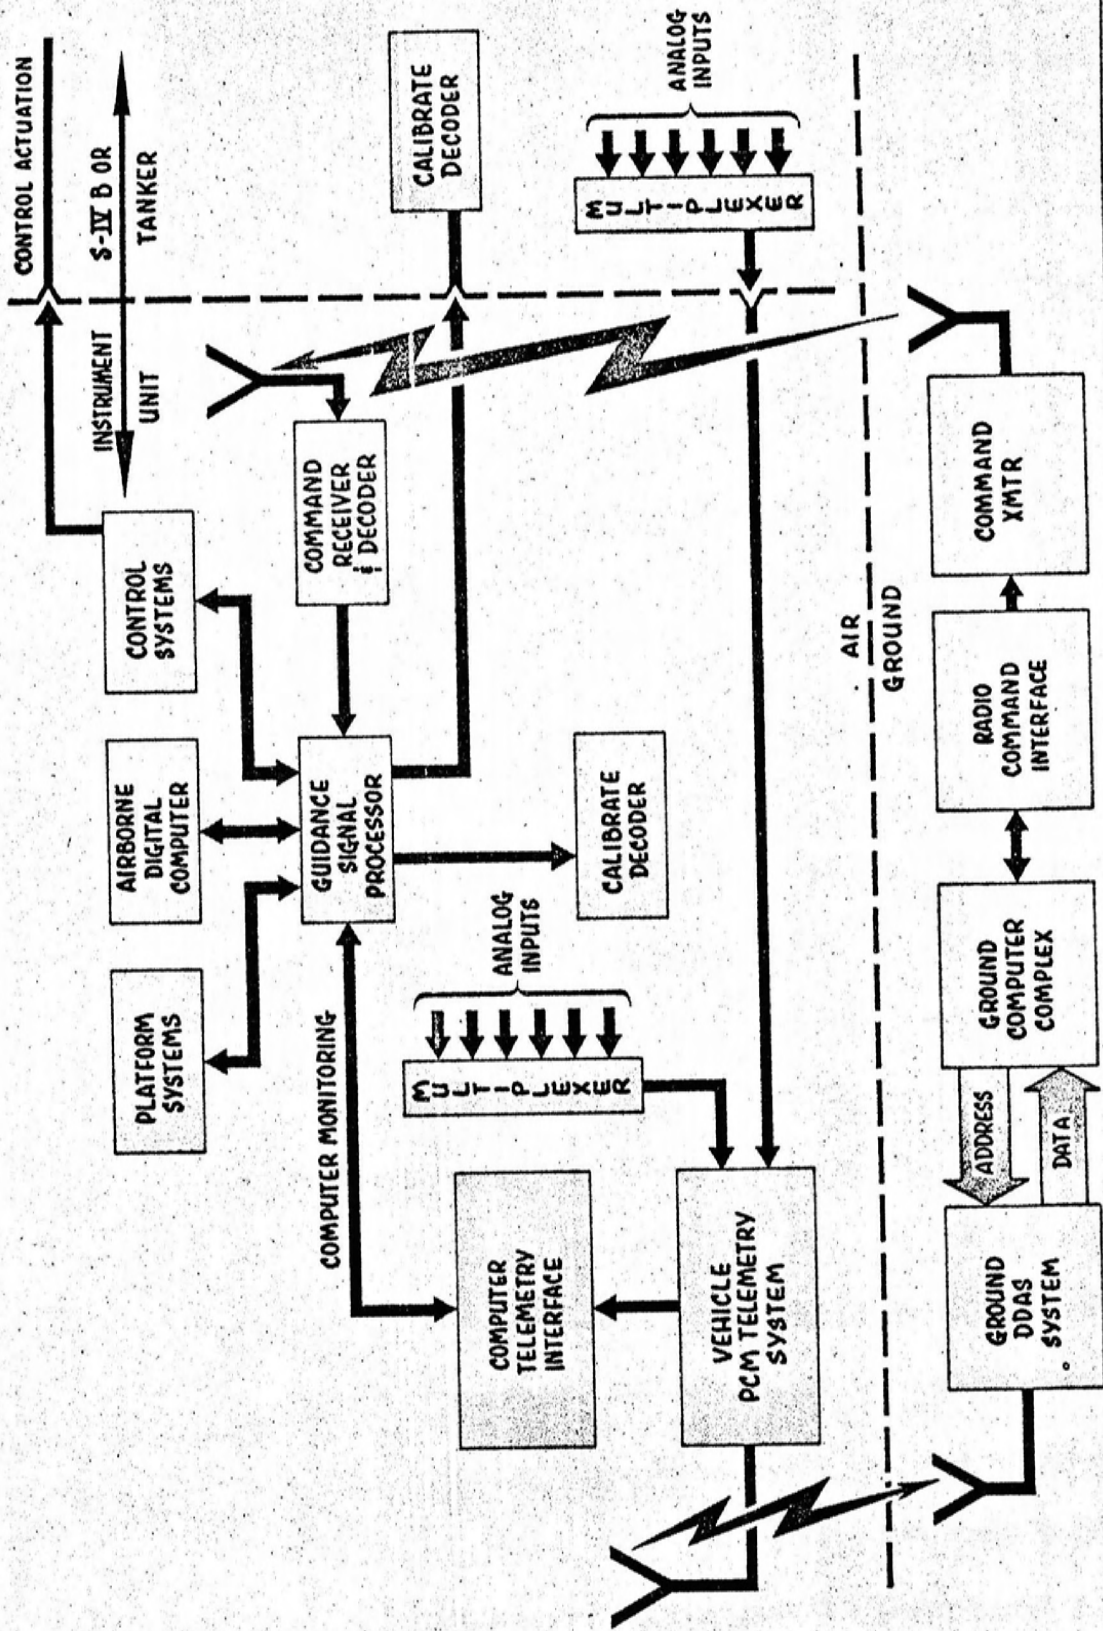 CONTROL ACTUATION
INSTRUMENT
UNIT
S-IV B OR
TANKER
PLATFORM
SYSTEMS
AIRBORNE
DIGITAL
COMPUTER
CONTROL
SYSTEMS
COMPUTER MONITORING
GUIDANCE
SIGNAL
PROCESSOR
COMMAND
RECEIVER
& DECODER
CALIBRATE
DECODER
ANALOG
INPUTS
MULTIPLEXER
COMPUTER
TELEMETRY
INTERFACE
CALIBRATE
DECODER
ANALOG
INPUTS
MULTIPLEXER
VEHICLE
PCM TELEMETRY
SYSTEM
AIR
GROUND
GROUND
DDAS
SYSTEM
ADDRESS
DATA
GROUND
COMPUTER
COMPLEX
RADIO
COMMAND
INTERFACE
COMMAND
XMTR